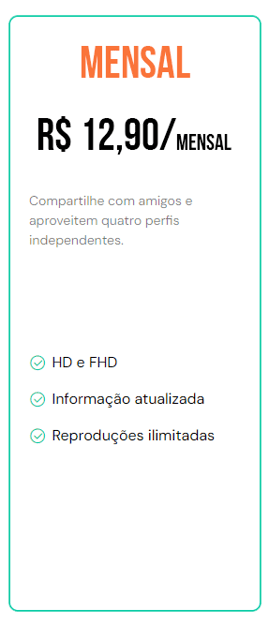 MENSAL
R$ 12,90/MENSAL
Compartilhe com amigos e
aproveitem quatro perfis
independentes.
HD e FHD
Informação atualizada
Reproduções ilimitadas